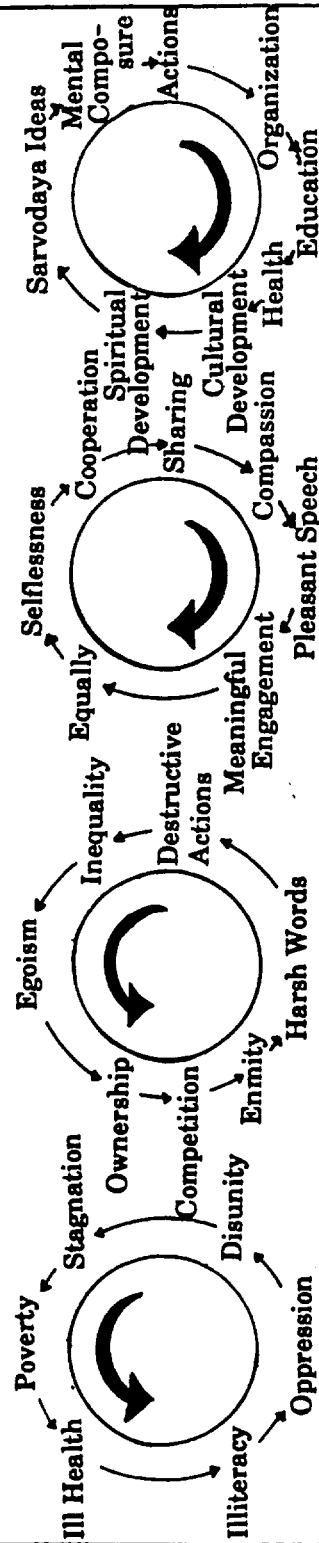 Poverty
Ill Health
Illiteracy
Oppression
Disunity
Stagnation
Egoism
Ownership
Competition
Enmity
Harsh Words
Destructive
Actions
Inequality
Selflessness
Cooperation
Sharing
Compassion
Pleasant Speech
Meaningful
Engagement
Equally
Sarvodaya Ideas
Mental
Compo-
sure
Actions
Organization
Education
Health
Cultural
Development
Spiritual
Development